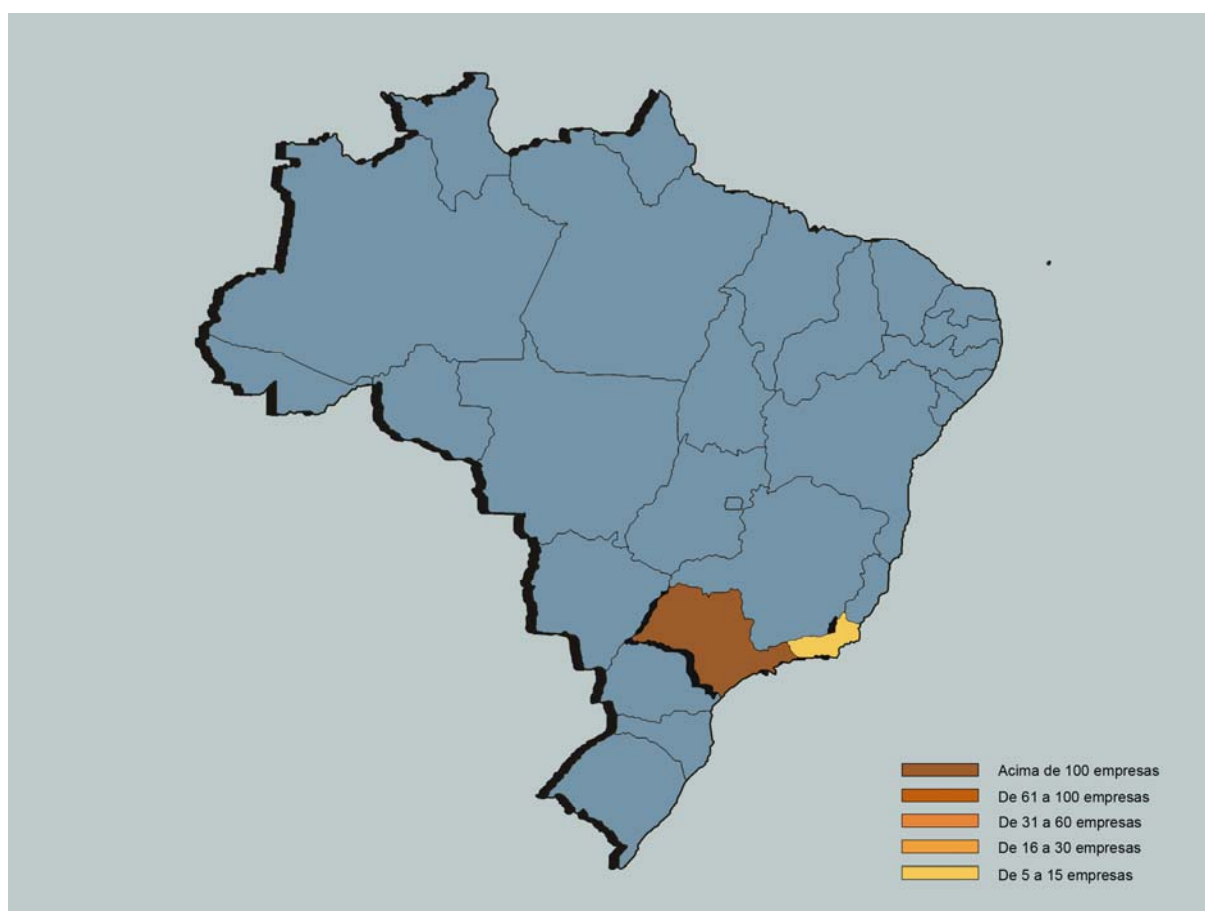 Acima de 100 empresas
De 61 a 100 empresas
De 31 a 60 empresas
De 16 a 30 empresas
De 5 a 15 empresas